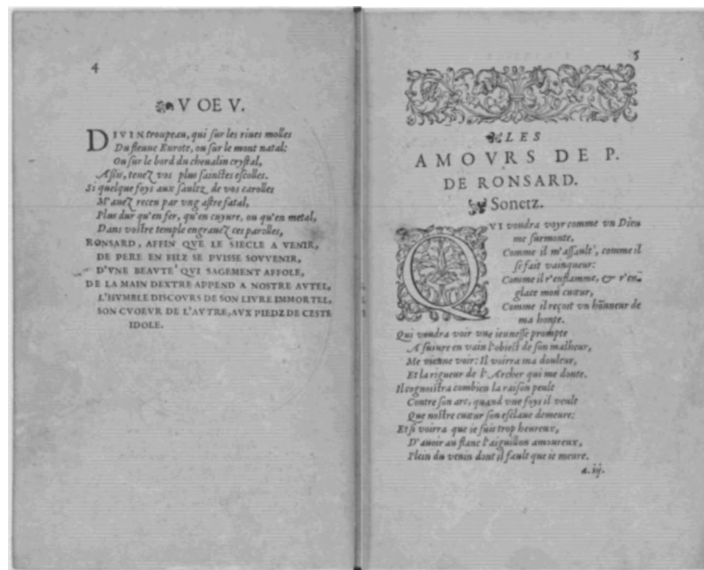 4
VOEV.
DIVIN troupeau, qui sur les riues molles
Du fleuue Eurote, ou sur le mont natal:
Ou sur le bord du cheualin crystal,
Assis, tenez vos plus sainctes escolles.
Si quelque foys aux saultz de vos carolles
M'auez receu par vng astre fatal,
Plus dur qu'en fer, qu'en cuyure, ou qu'en metal,
Dans vostre temple engrauez ces parolles,
RONSARD, AFFIN QVE LE SIECLE A VENIR,
DE PERE EN FILZ SE PVISSE SOVVENIR,
D'VNE BEAVTE' QVI SAGEMENT AFFOLE,
DE LA MAIN DEXTRE APPEND A NOSTRE AVTEL,
L'HVMBLE DISCOVRS DE SON LIVRE IMMORTEL,
SON CVOEVR DE L'AVTRE, AVX PIEDZ DE CESTE
IDOLE.
5
LES
AMOVRS DE P.
DE RONSARD.
Sonetz.
QVI voudra voyr comme vn Dieu
me surmonte,
Comme il m'assault, comme il
se fait vainqueur:
Comme il r'enflamme, & r'en-
glace mon cuœur,
Comme il reçoit vn hünneur de
ma honte.
Qui voudra voir vne ieunesse prompte
A suiure en vain l'obiect de son malheur,
Me vienne voir: Il voirra ma douleur,
Et la rigueur de l'Archer qui me donte.
Il cognoistra combien la raison peult
Contre son arc, quand vne foys il veult
Que nostre cuœur son esclaue demeure:
Et si voirra que ie suis trop heureux,
D'auoir au flanc l'aiguillon amoureux,
Plein du venin dont il fault que ie meure.
a.iij.